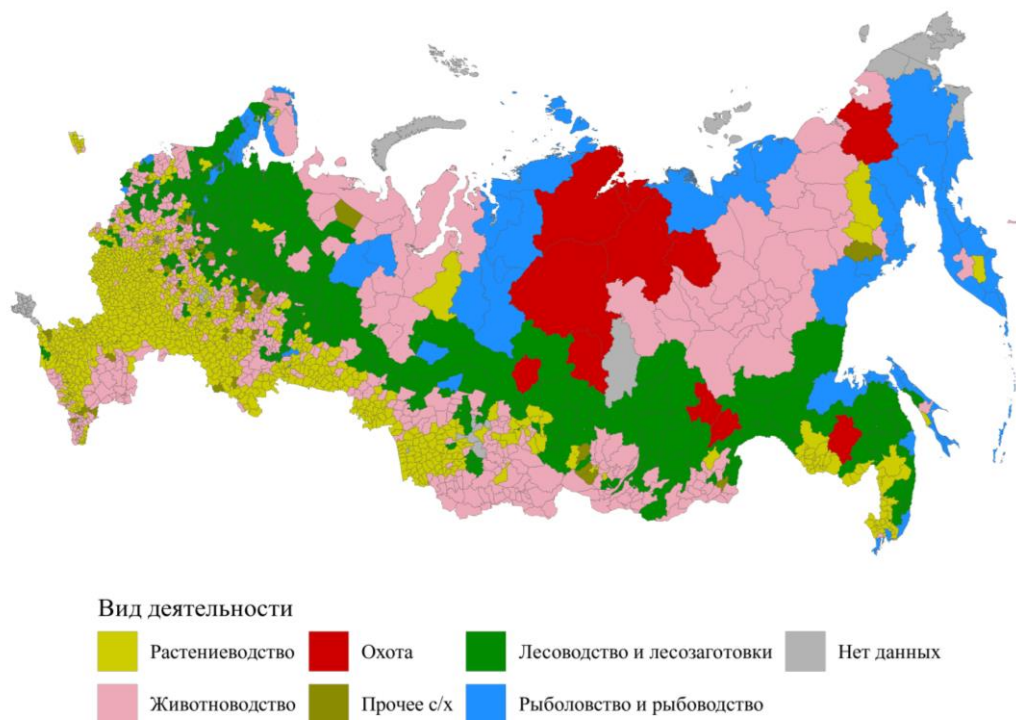 Вид деятельности
Растениеводство
Охота
Лесоводство и лесозаготовки
Нет данных
Животноводство
Прочее с/х
Рыболовство и рыбоводство